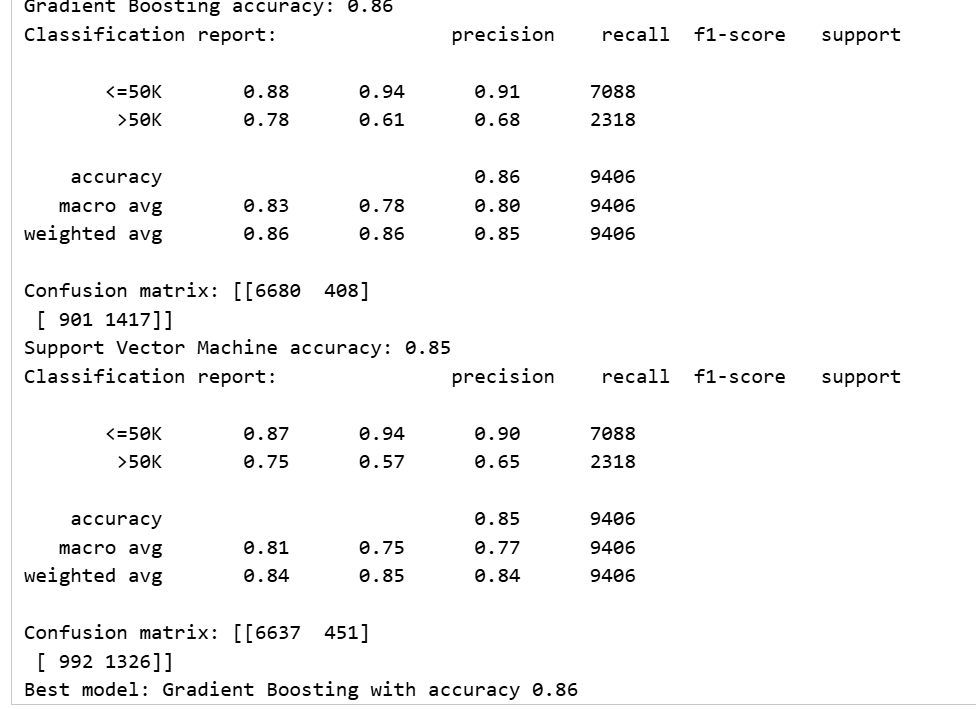 Gradient Boosting accuracy: 0.86
Classification report:               precision    recall  f1-score   support

       <=50K       0.88      0.94      0.91      7088
        >50K       0.78      0.61      0.68      2318

    accuracy                           0.86      9406
   macro avg       0.83      0.78      0.80      9406
weighted avg       0.86      0.86      0.85      9406

Confusion matrix: [[6680  408]
 [ 901 1417]]
Support Vector Machine accuracy: 0.85
Classification report:               precision    recall  f1-score   support

       <=50K       0.87      0.94      0.90      7088
        >50K       0.75      0.57      0.65      2318

    accuracy                           0.85      9406
   macro avg       0.81      0.75      0.77      9406
weighted avg       0.84      0.85      0.84      9406

Confusion matrix: [[6637  451]
 [ 992 1326]]
Best model: Gradient Boosting with accuracy 0.86